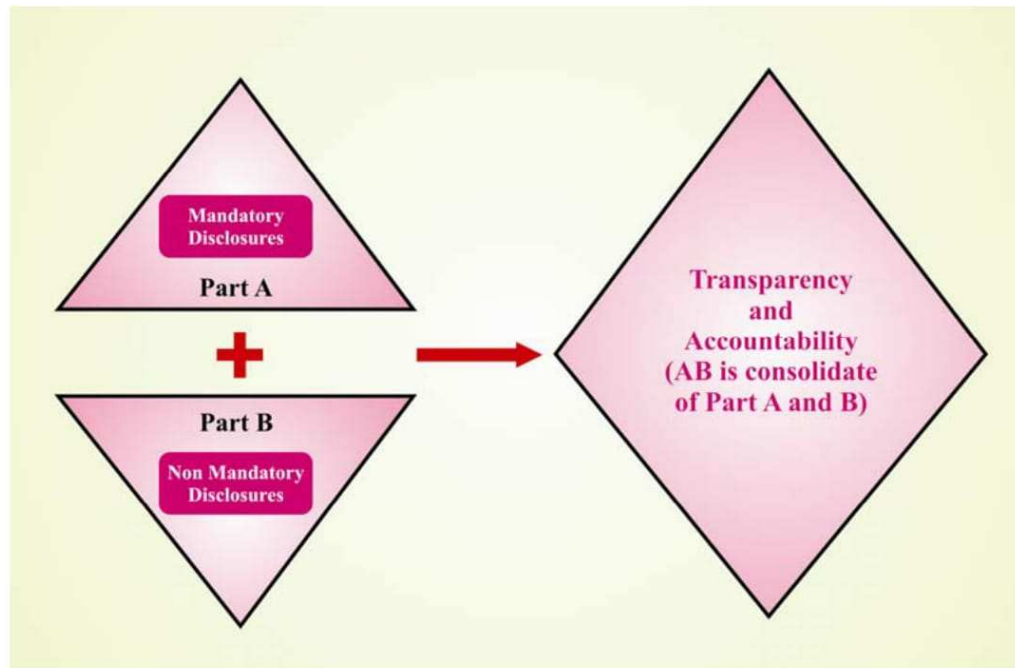 Mandatory
Disclosures
Part A
Part B
Non Mandatory
Disclosures
Transparency
and
Accountability
(AB is consolidate
of Part A and B)